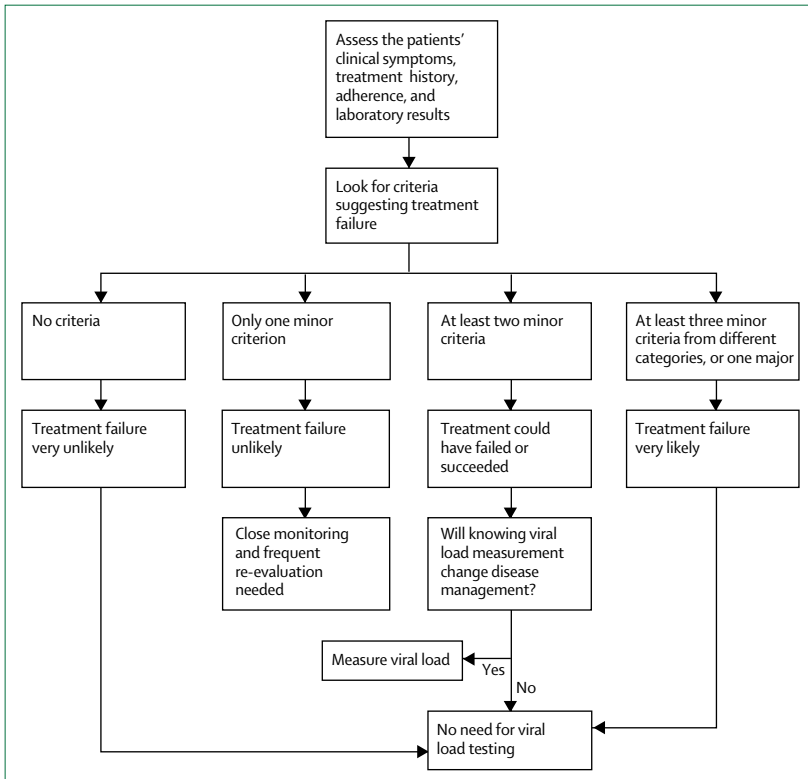 Assess the patients’
clinical symptoms,
treatment history,
adherence, and
laboratory results
Look for criteria
suggesting treatment
failure
No criteria
Only one minor
criterion
At least two minor
criteria
At least three minor
criteria from different
categories, or one major
Treatment failure
very unlikely
Treatment failure
unlikely
Treatment could
have failed or
succeeded
Treatment failure
very likely
Close monitoring
and frequent
re-evaluation
needed
Will knowing viral
load measurement
change disease
management?
Measure viral load
Yes
No
No need for viral
load testing